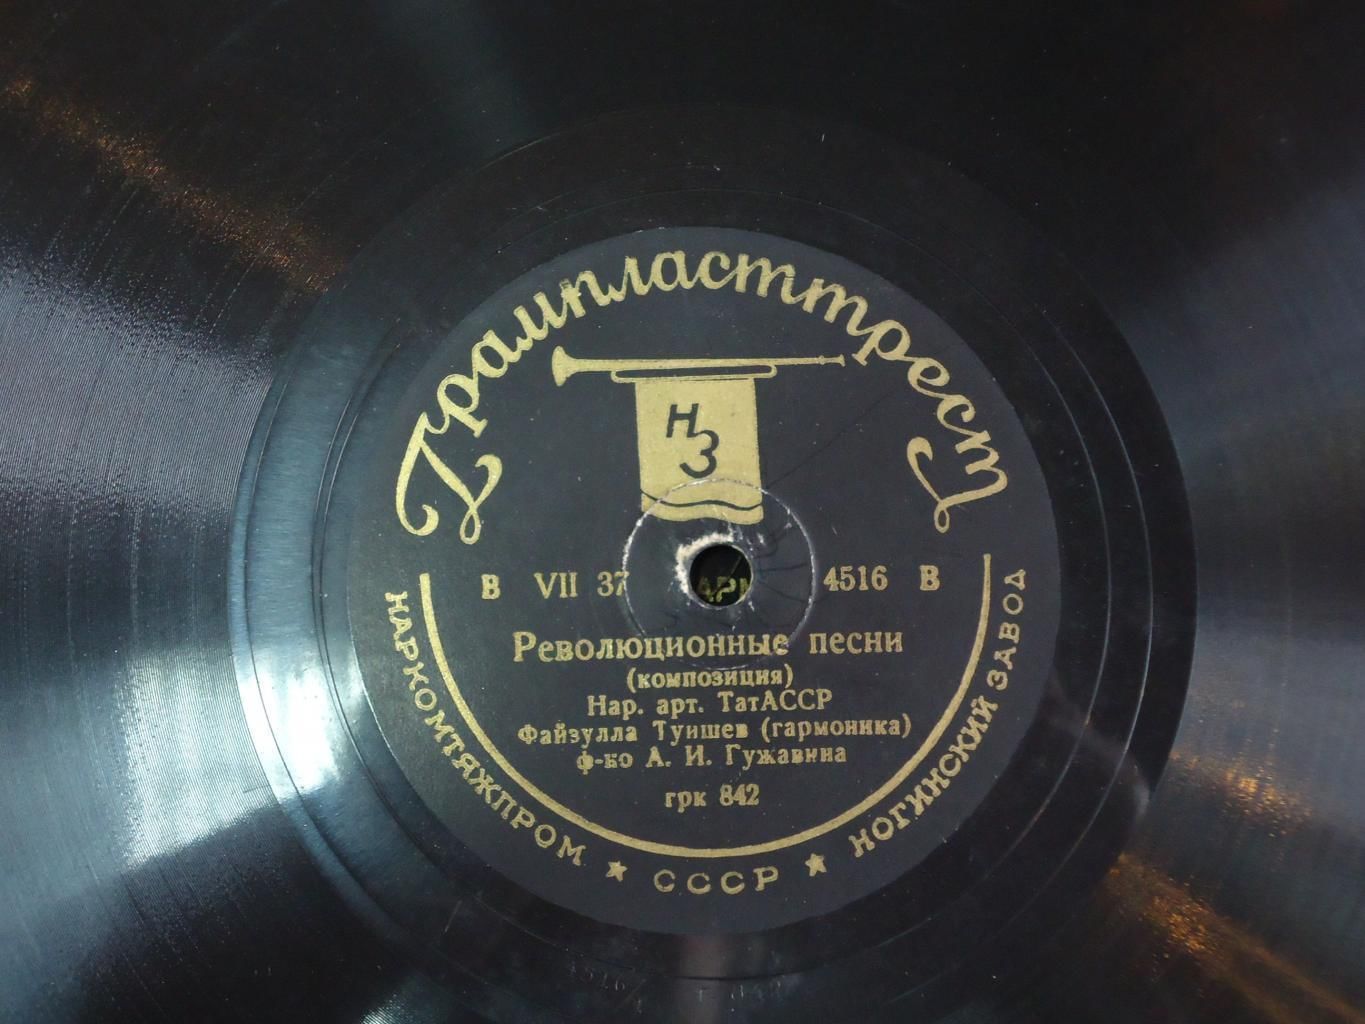 Грампласттрест
НЗ
В VII 37 4516 В
Революционные песни
(композиция)
Нар. арт. ТатАССР
Файзулла Туишев (гармоника)
ф-но А. И. Гужавина
грк 842
НАРКОМТЯЖПРОМ ★ СССР ★ НОГИНСКИЙ ЗАВОД